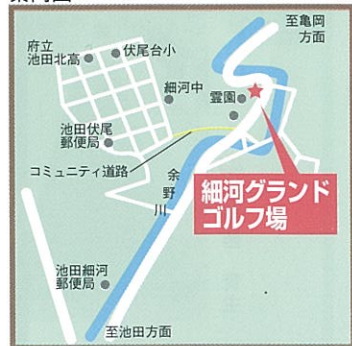 至亀岡
方面
府立
池田北高
伏尾台小
細河中
霊園
池田伏尾
郵便局
コミュニティ道路
余野川
細河グランド
ゴルフ場
池田細河
郵便局
至池田方面